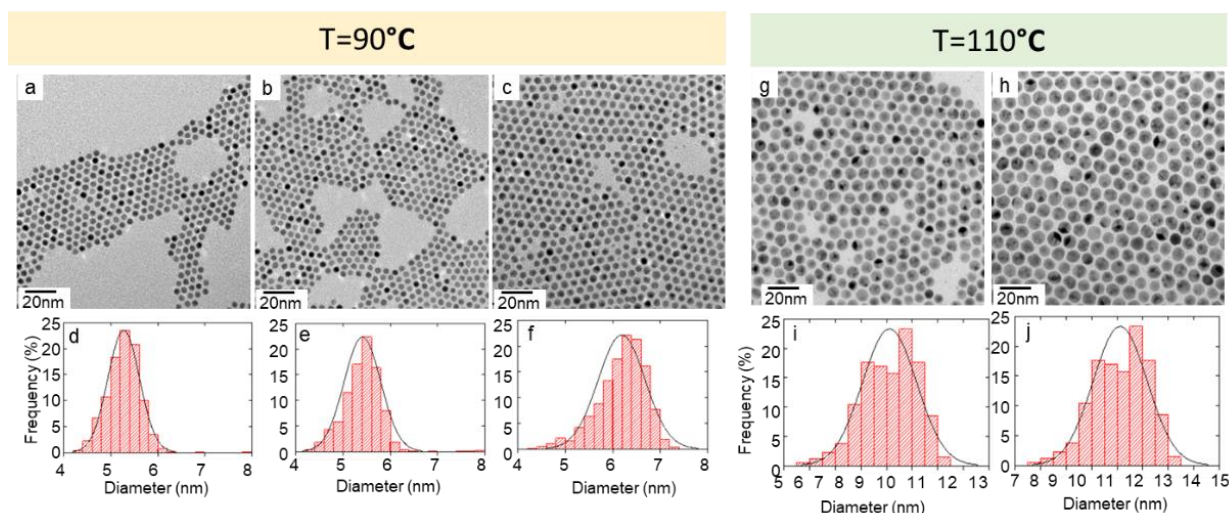 T=90°C
T=110°C
a
b
c
g
h
20nm
20nm
20nm
20nm
20nm
d
e
f
i
j
Frequency (%)
25
20
15
10
5
0
4 5 6 7 8
Diameter (nm)
25
20
15
10
5
0
4 5 6 7 8
Diameter (nm)
25
20
15
10
5
0
4 5 6 7 8
Diameter (nm)
Frequency (%)
25
20
15
10
5
0
5 6 7 8 9 10 11 12 13
Diameter (nm)
25
20
15
10
5
0
7 8 9 10 11 12 13 14 15
Diameter (nm)